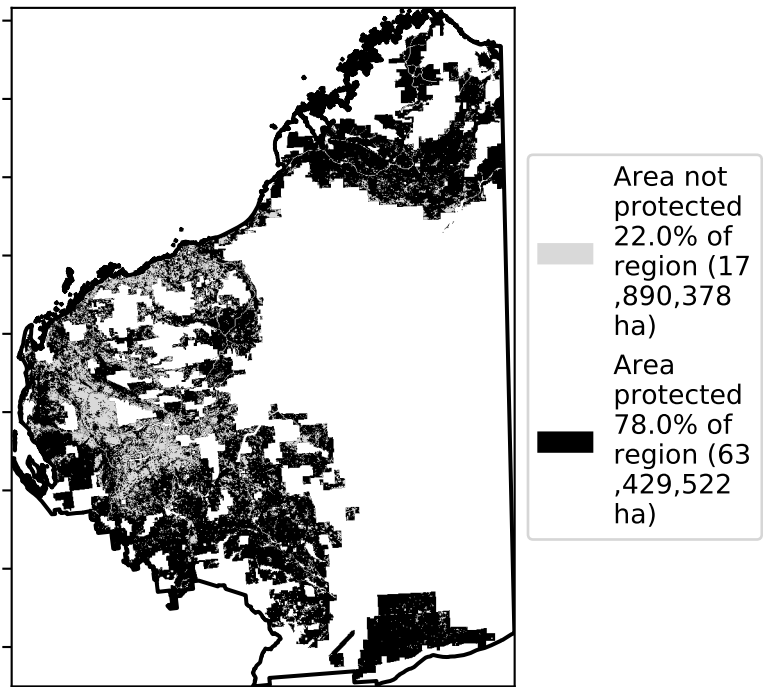 Area not
protected
22.0% of
region (17
,890,378
ha)
Area
protected
78.0% of
region (63
,429,522
ha)